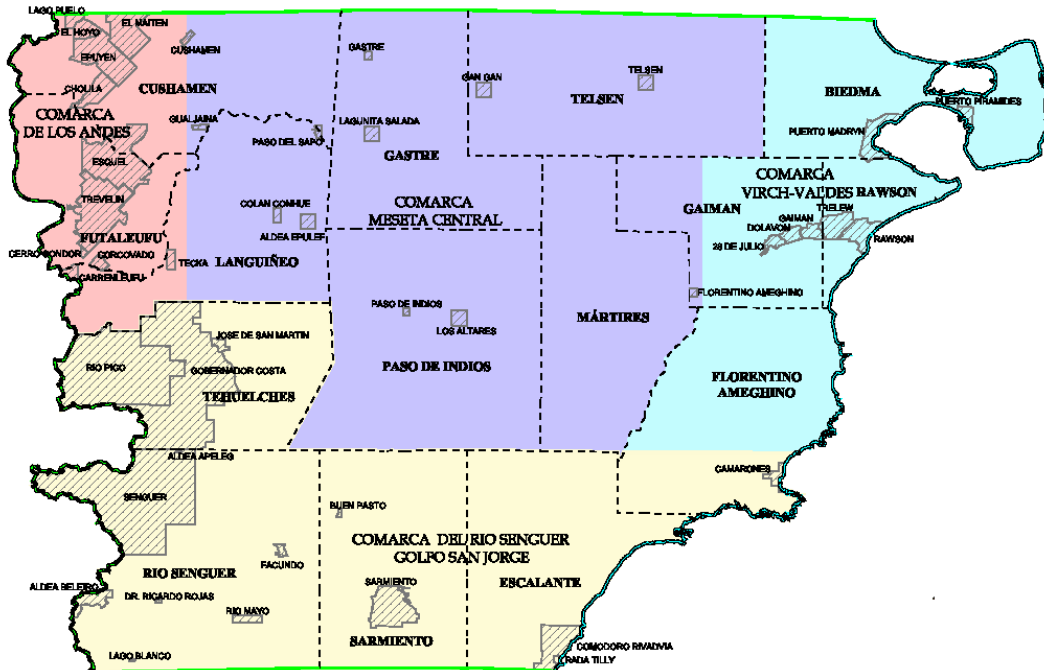 LAGO PUELO
EL MAITEN
EL HOYO
CUSHAMEN
EPUYEN
GASTRE
GAN GAN
TELSEN
CHOLILA
CUSHAMEN
TELSEN
BIEDMA
PUERTO PIRAMIDES
COMARCA
DE LOS ANDES
GUALJAINA
PASO DEL SAPO
LAGUNITA SALADA
PUERTO MADRYN
GASTRE
ESQUEL
COMARCA
VIRCH-VALDES
RAWSON
TREVELIN
COLAN CONHUE
COMARCA
MESETA CENTRAL
GAIMAN
TRELEW
GAIMAN
DOLAVON
ALDEA EPULEF
FUTALEUFU
28 DE JULIO
RAWSON
CERRO CONDOR
CORCOVADO
TECKA
LANGUIÑEO
CARRENLEUFU
FLORENTINO AMEGHINO
PASO DE INDIOS
MÁRTIRES
LOS ALTARES
JOSE DE SAN MARTIN
RIO PICO
GOBERNADOR COSTA
PASO DE INDIOS
FLORENTINO
AMEGHINO
TEHUELCHES
ALDEA APELEG
CAMARONES
SENGUER
BUEN PASTO
COMARCA DEL RIO SENGUER
GOLFO SAN JORGE
FACUNDO
RIO SENGUER
SARMIENTO
ESCALANTE
ALDEA BELEIRO
DR. RICARDO ROJAS
RIO MAYO
SARMIENTO
COMODORO RIVADVIA
LAGO BLANCO
RADA TILLY